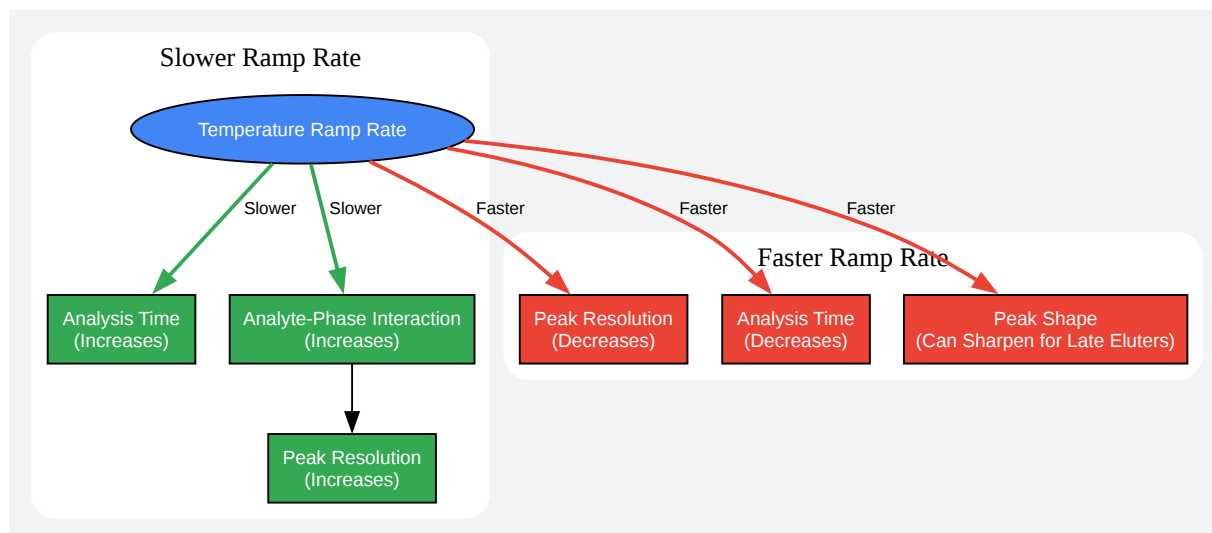 Slower Ramp Rate
Temperature Ramp Rate
Slower
Slower
Faster
Faster
Faster
Faster Ramp Rate
Analysis Time
(Increases)
Analyte-Phase Interaction
(Increases)
Peak Resolution
(Decreases)
Analysis Time
(Decreases)
Peak Shape
(Can Sharpen for Late Eluters)
Peak Resolution
(Increases)